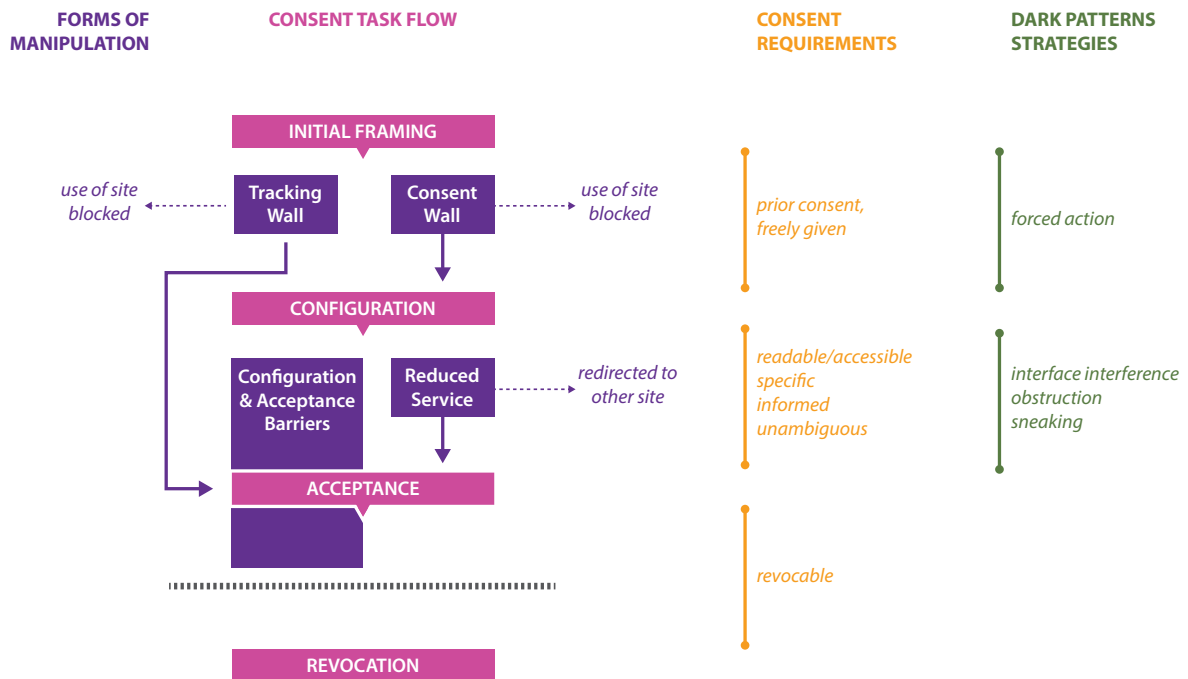 FORMS OF
MANIPULATION
CONSENT TASK FLOW
CONSENT
REQUIREMENTS
DARK PATTERNS
STRATEGIES
INITIAL FRAMING
use of site
blocked
Tracking
Wall
Consent
Wall
use of site
blocked
prior consent,
freely given
forced action
CONFIGURATION
Configuration
& Acceptance
Barriers
Reduced
Service
redirected to
other site
readable/accessible
specific
informed
unambiguous
interface interference
obstruction
sneaking
ACCEPTANCE
revocable
REVOCATION